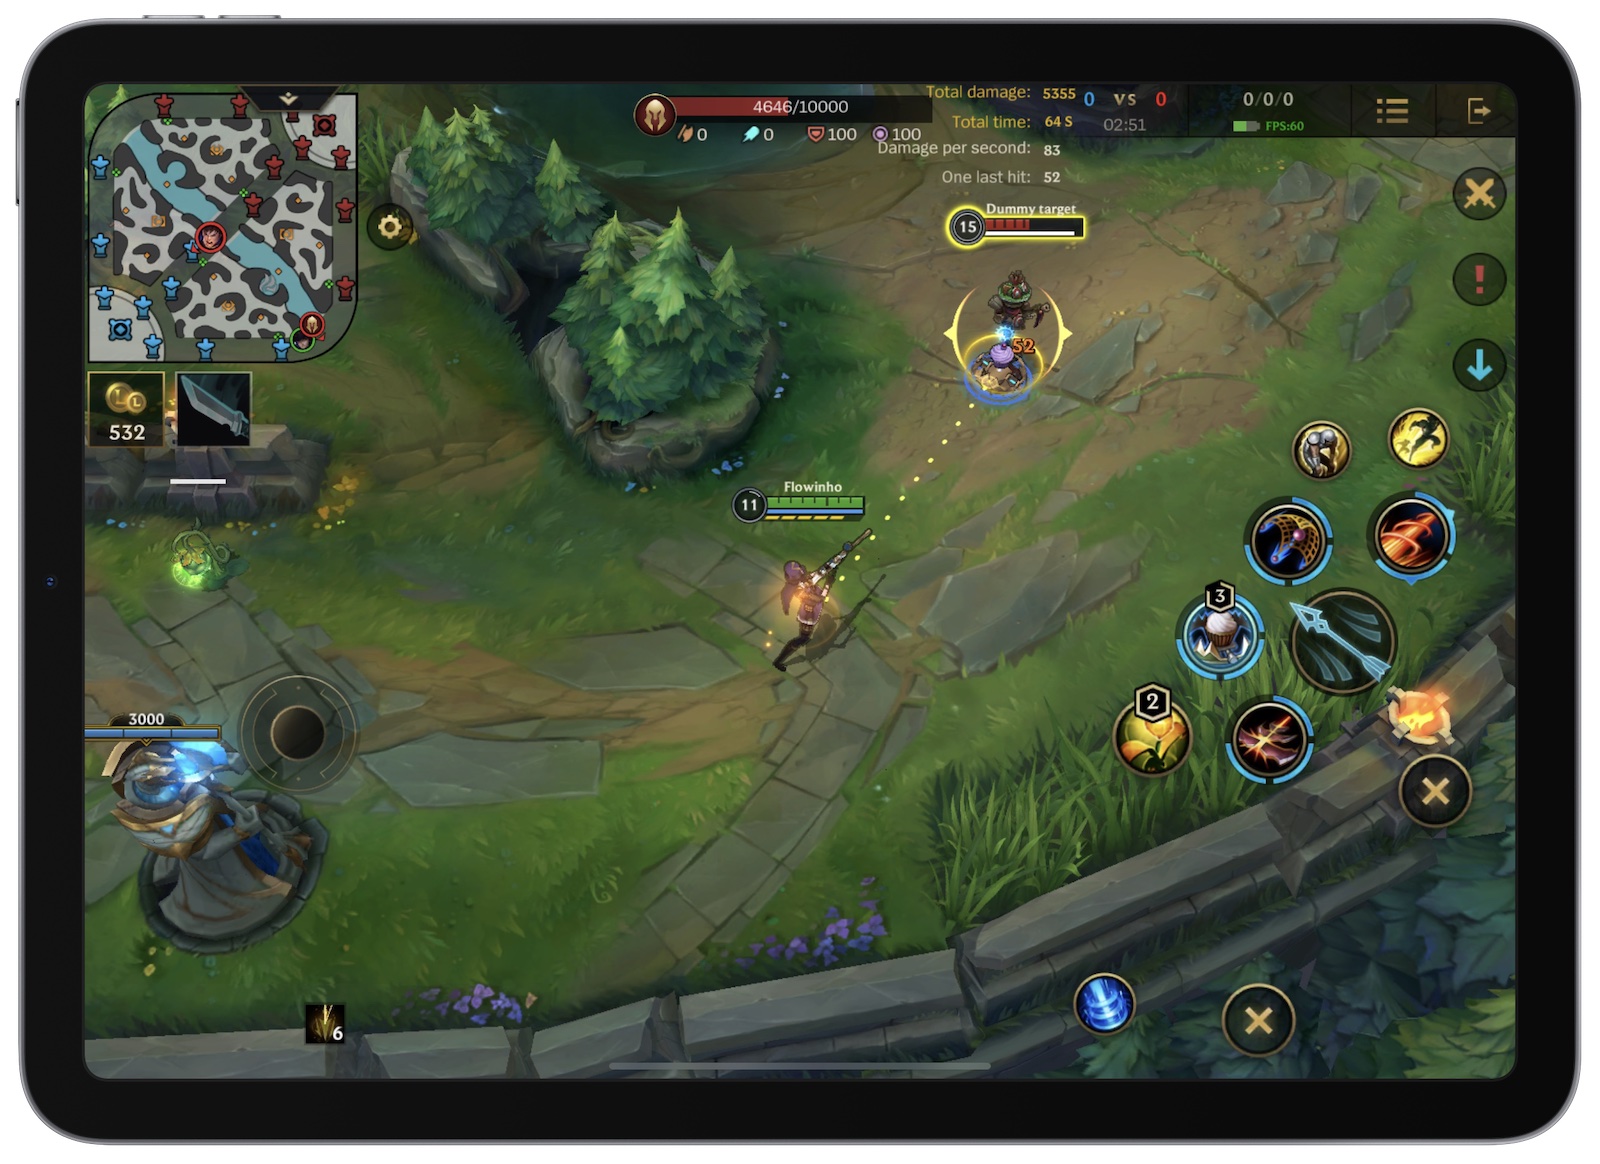 4646/10000
0
0
100
100
Total damage: 5355
Total time: 64 S
Damage per second: 83
One last hit: 52
0 VS 0
02:51
0/0/0
FPS:60
Dummy target
15
52
532
Flowinho
11
3
2
3000
6